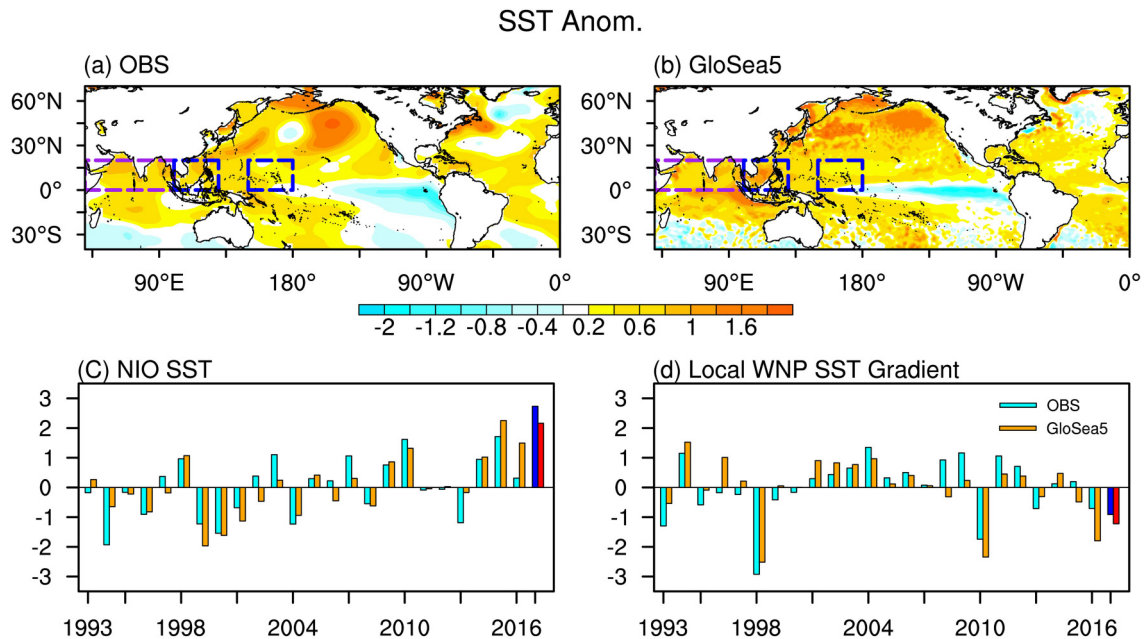 SST Anom.
(a) OBS
(b) GloSea5
60°N
30°N
0°
30°S
90°E 180° 90°W 0°
60°N
30°N
0°
30°S
90°E 180° 90°W 0°
-2 -1.2 -0.8 -0.4 0.2 0.6 1 1.6
(C) NIO SST
(d) Local WNP SST Gradient
3
2
1
0
-1
-2
-3
1993 1998 2004 2010 2016
3
2
1
0
-1
-2
-3
OBS
GloSea5
1993 1998 2004 2010 2016